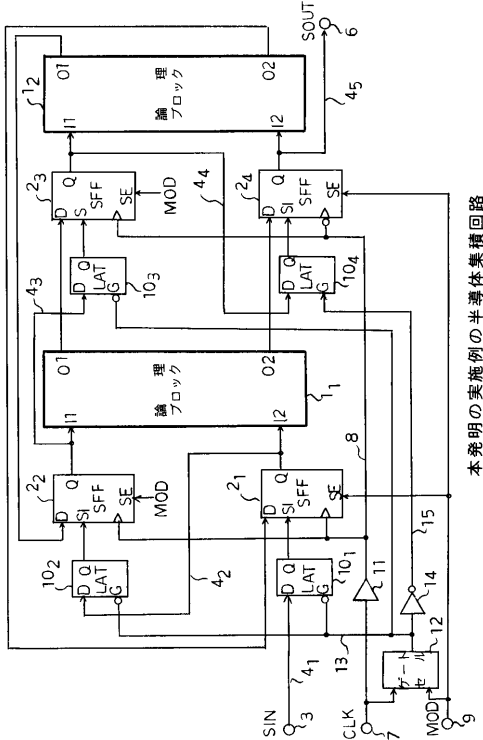 SIN
3
4₁
D Q
LAT
G
10₁
D
SI
Q
SFF
SE
2₁
4₂
D Q
LAT
G
10₂
D
SI
Q
SFF
SE
2₂
MOD
I1
I2
論理
ブロック
O1
O2
1₁
4₃
D Q
LAT
G
10₃
D
S
Q
SFF
SE
2₃
MOD
4₄
D Q
LAT
G
10₄
D
SI
Q
SFF
SE
2₄
I1
I2
論理
ブロック
O1
O2
1₂
4₅
SOUT
6
CLK
7
11
8
MOD
9
ゲート
セル
12
13
14
15
本発明の実施例の半導体集積回路